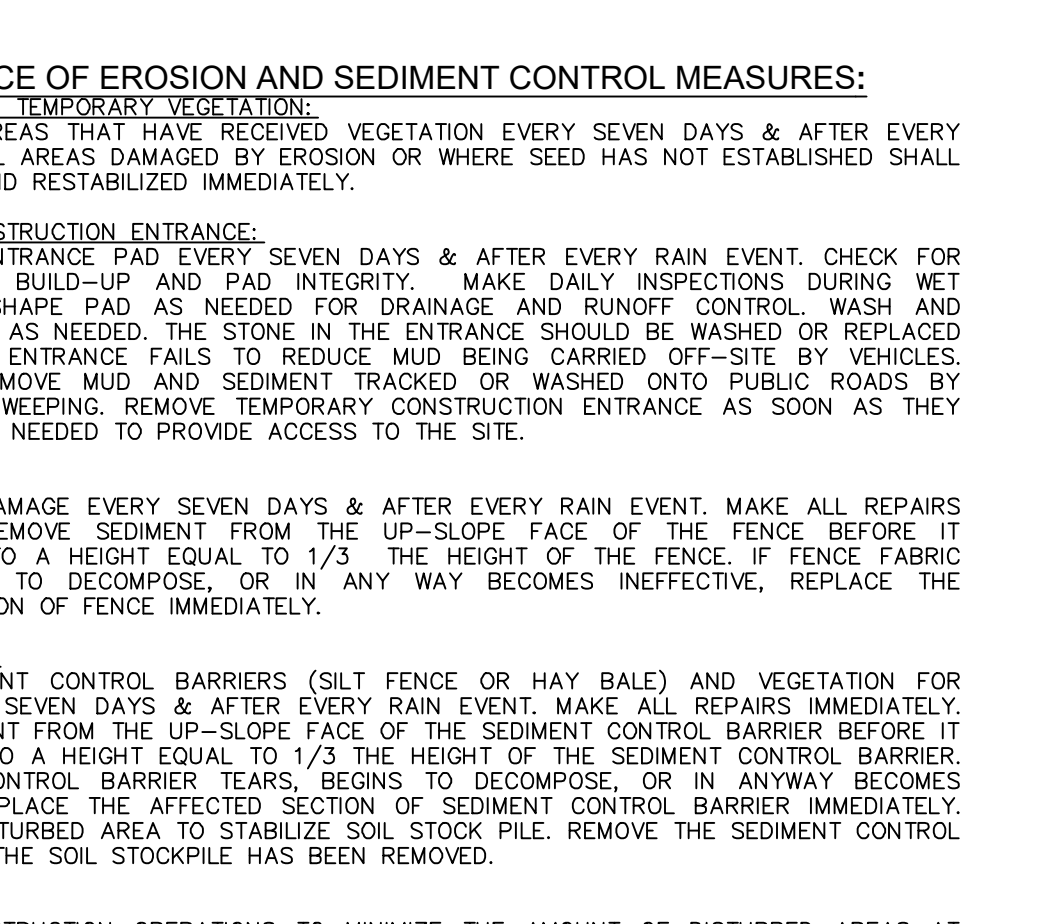 CE OF EROSION AND SEDIMENT CONTROL MEASURES:
TEMPORARY VEGETATION:
REAS THAT HAVE RECEIVED VEGETATION EVERY SEVEN DAYS & AFTER EVERY
L AREAS DAMAGED BY EROSION OR WHERE SEED HAS NOT ESTABLISHED SHALL
ND RESTABILIZED IMMEDIATELY.
STRUCTION ENTRANCE:
NTRANCE PAD EVERY SEVEN DAYS & AFTER EVERY RAIN EVENT. CHECK FOR
BUILD-UP AND PAD INTEGRITY. MAKE DAILY INSPECTIONS DURING WET
SHAPE PAD AS NEEDED FOR DRAINAGE AND RUNOFF CONTROL. WASH AND
AS NEEDED. THE STONE IN THE ENTRANCE SHOULD BE WASHED OR REPLACED
ENTRANCE FAILS TO REDUCE MUD BEING CARRIED OFF-SITE BY VEHICLES.
MOVE MUD AND SEDIMENT TRACKED OR WASHED ONTO PUBLIC ROADS BY
WEEPING. REMOVE TEMPORARY CONSTRUCTION ENTRANCE AS SOON AS THEY
NEEDED TO PROVIDE ACCESS TO THE SITE.
AMAGE EVERY SEVEN DAYS & AFTER EVERY RAIN EVENT. MAKE ALL REPAIRS
EMOVE SEDIMENT FROM THE UP-SLOPE FACE OF THE FENCE BEFORE IT
TO A HEIGHT EQUAL TO 1/3 THE HEIGHT OF THE FENCE. IF FENCE FABRIC
TO DECOMPOSE, OR IN ANY WAY BECOMES INEFFECTIVE, REPLACE THE
ON OF FENCE IMMEDIATELY.
NT CONTROL BARRIERS (SILT FENCE OR HAY BALE) AND VEGETATION FOR
SEVEN DAYS & AFTER EVERY RAIN EVENT. MAKE ALL REPAIRS IMMEDIATELY.
NT FROM THE UP-SLOPE FACE OF THE SEDIMENT CONTROL BARRIER BEFORE IT
O A HEIGHT EQUAL TO 1/3 THE HEIGHT OF THE SEDIMENT CONTROL BARRIER.
ONTROL BARRIER TEARS, BEGINS TO DECOMPOSE, OR IN ANYWAY BECOMES
PLACE THE AFFECTED SECTION OF SEDIMENT CONTROL BARRIER IMMEDIATELY.
TURBED AREA TO STABILIZE SOIL STOCK PILE. REMOVE THE SEDIMENT CONTROL
THE SOIL STOCKPILE HAS BEEN REMOVED.
TRUCTION OPERATIONS TO MINIMIZE THE AMOUNT OF DISTURBED AREAS AT